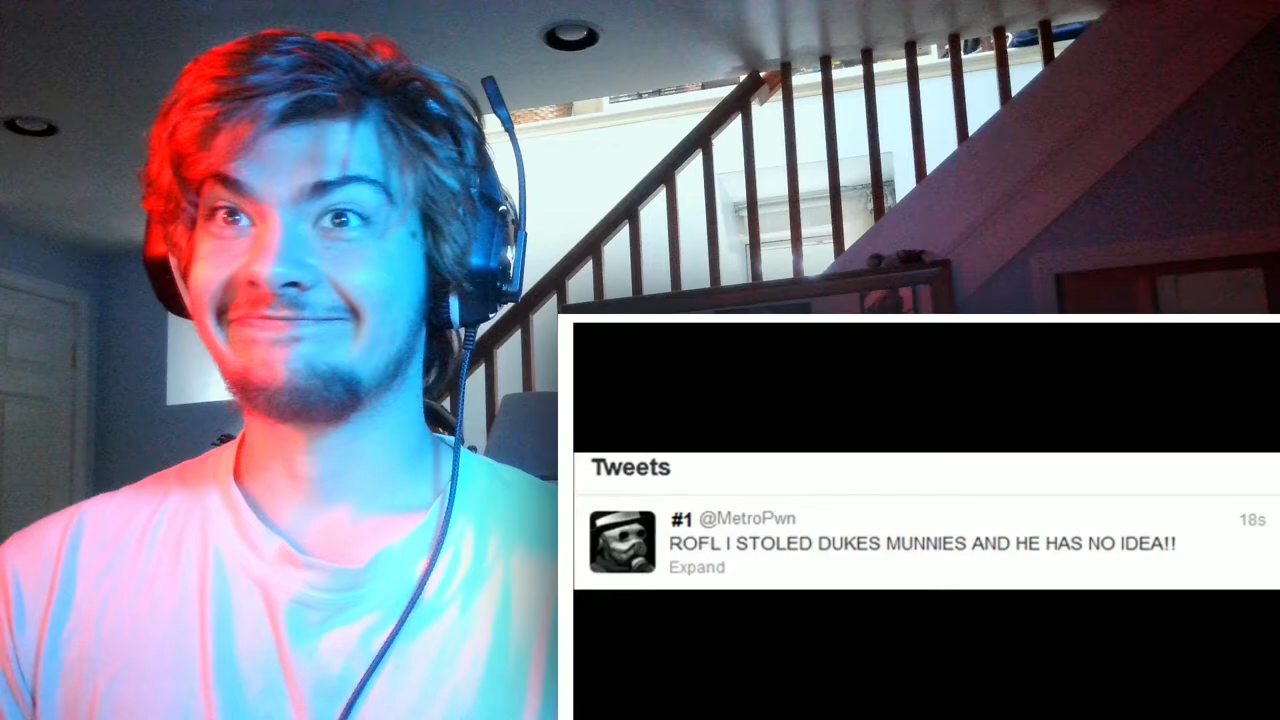 Tweets
#1 @MetroPwn 18s
ROFL I STOLED DUKES MUNNIES AND HE HAS NO IDEA!!
Expand